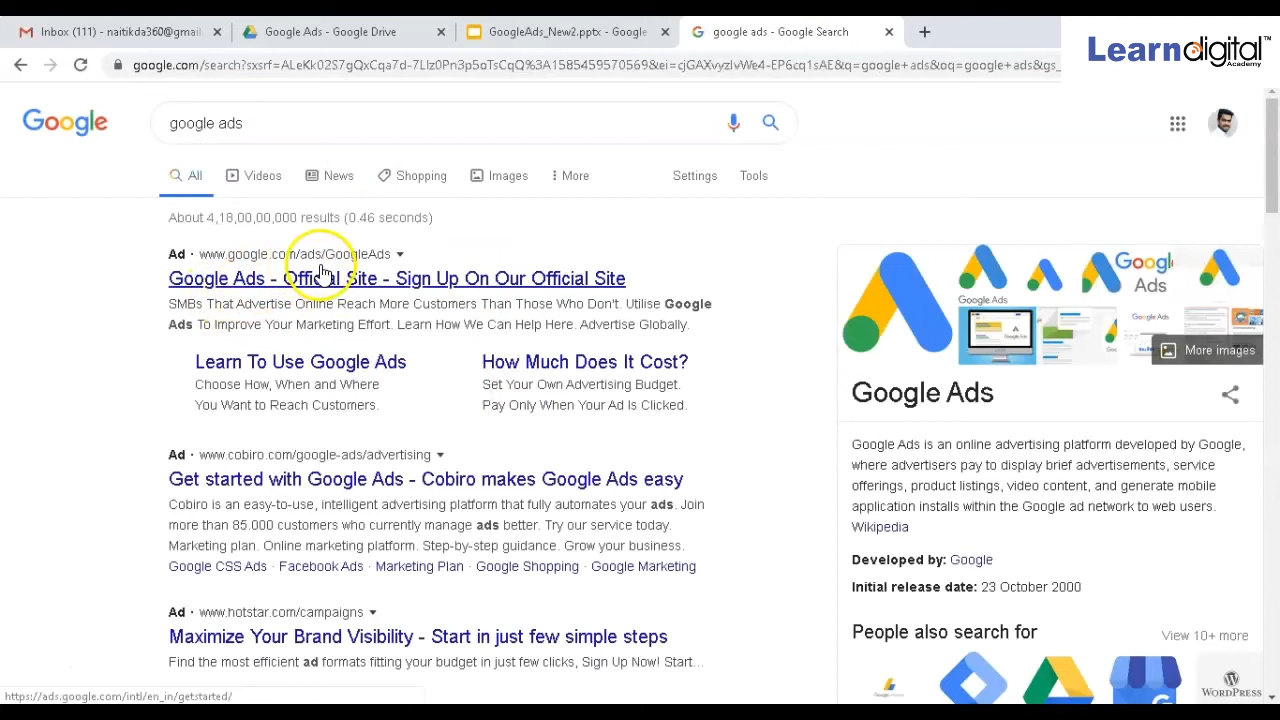 Inbox (111) - naitikda360@gmail.
Google Ads - Google Drive
GoogleAds_New2.pptx - Google
google ads - Google Search
Learndigital™
Academy
Google
google ads
All
Videos
News
Shopping
Images
More
Settings
Tools
About 4,18,00,00,000 results (0.46 seconds)
Ad · www.google.com/ads/GoogleAds
Google Ads - Official Site - Sign Up On Our Official Site
SMBs That Advertise Online Reach More Customers Than Those Who Don't. Utilise Google
Ads To Improve Your Marketing Effort. Learn How We Can Help Here. Advertise Globally.
Learn To Use Google Ads
Choose How, When and Where
You Want to Reach Customers.
How Much Does It Cost?
Set Your Own Advertising Budget.
Pay Only When Your Ad Is Clicked.
Ad · www.cobiro.com/google-ads/advertising
Get started with Google Ads - Cobiro makes Google Ads easy
Cobiro is an easy-to-use, intelligent advertising platform that fully automates your ads. Join
more than 85.000 customers who currently manage ads better. Try our service today.
Marketing plan. Online marketing platform. Step-by-step guidance. Grow your business.
Google CSS Ads · Facebook Ads · Marketing Plan · Google Shopping · Google Marketing
Ad · www.hotstar.com/campaigns
Maximize Your Brand Visibility - Start in just few simple steps
Find the most efficient ad formats fitting your budget in just few clicks, Sign Up Now! Start...
https://ads.google.com/intl/en_in/getstarted/
Google Ads
Google
Ads
Google Ads
More images
Google Ads
Google Ads is an online advertising platform developed by Google,
where advertisers pay to display brief advertisements, service
offerings, product listings, video content, and generate mobile
application installs within the Google ad network to web users.
Wikipedia
Developed by: Google
Initial release date: 23 October 2000
People also search for
View 10+ more
WORDPRESS